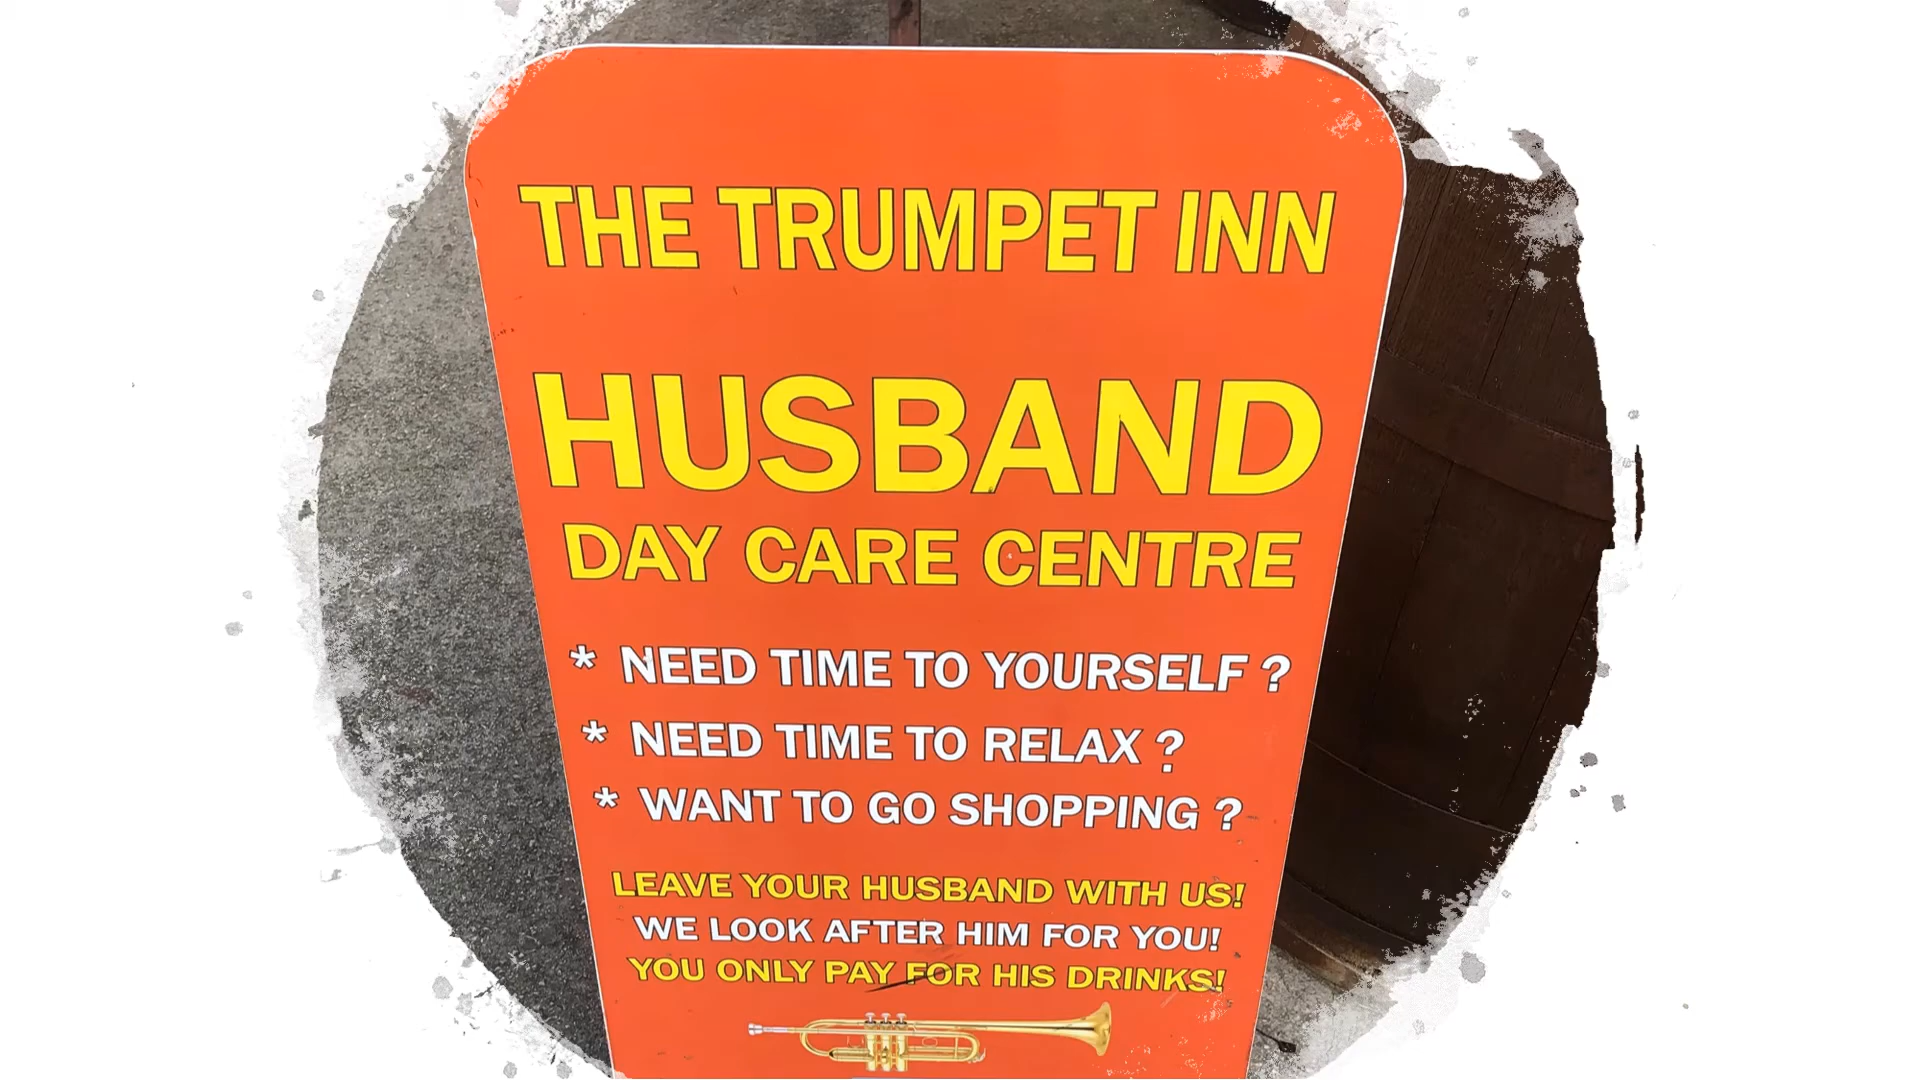 THE TRUMPET INN
HUSBAND
DAY CARE CENTRE
* NEED TIME TO YOURSELF ?
* NEED TIME TO RELAX ?
* WANT TO GO SHOPPING ?
LEAVE YOUR HUSBAND WITH US!
WE LOOK AFTER HIM FOR YOU!
YOU ONLY PAY FOR HIS DRINKS!